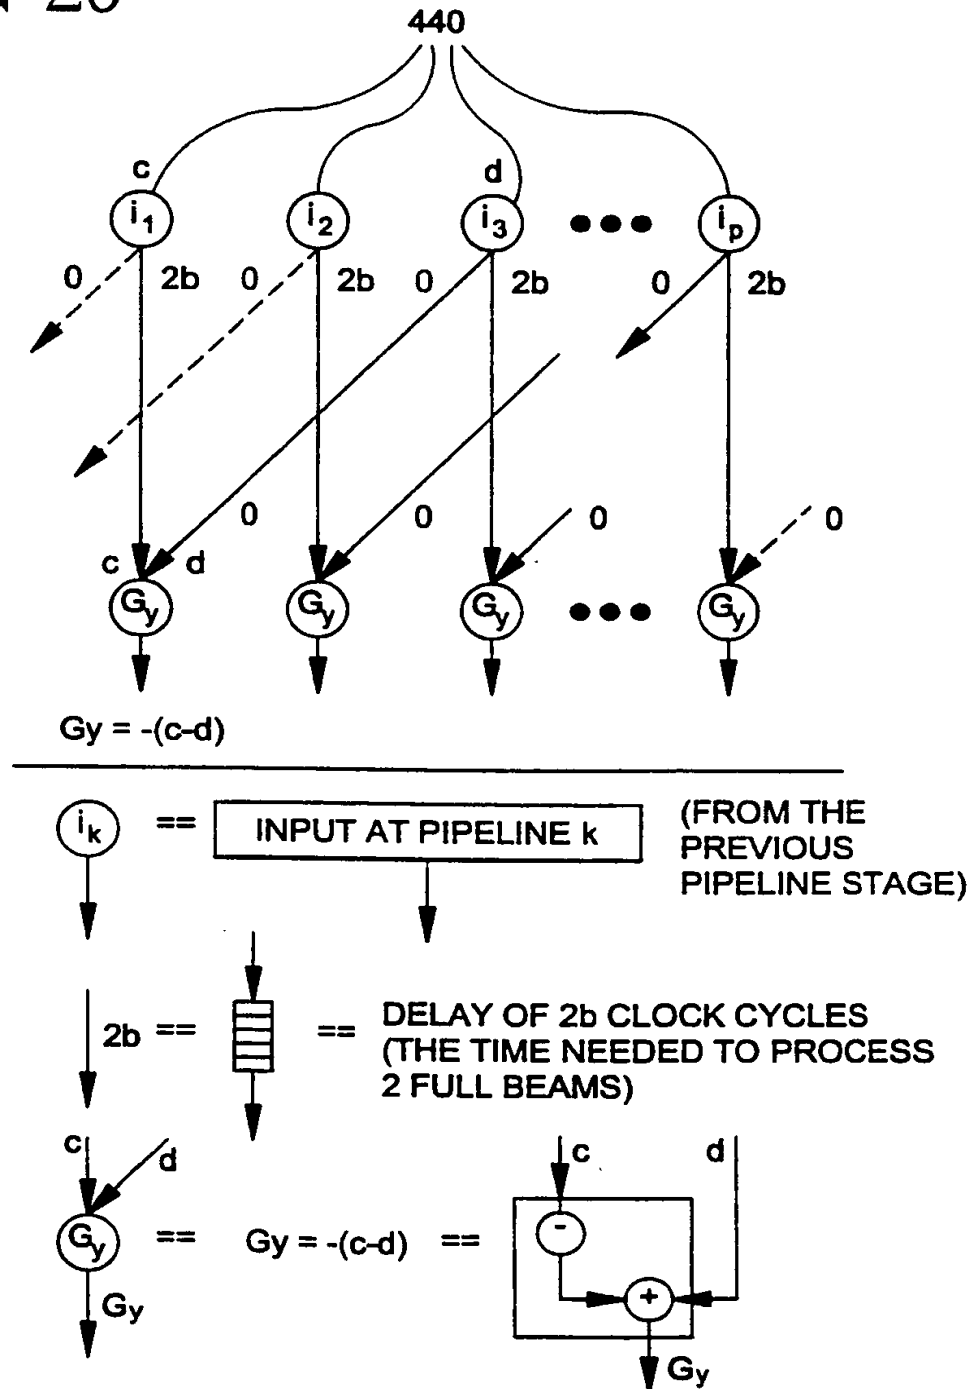 440
c d
i1 i2 i3 ip
0 2b 0 2b 0 2b 0 2b
0 0 0 0
c d
Gy Gy Gy Gy
Gy = -(c-d)
ik == INPUT AT PIPELINE k (FROM THE
PREVIOUS
PIPELINE STAGE)
2b == == DELAY OF 2b CLOCK CYCLES
(THE TIME NEEDED TO PROCESS
2 FULL BEAMS)
c d c d
Gy == Gy = -(c-d) == -
+
Gy
Gy